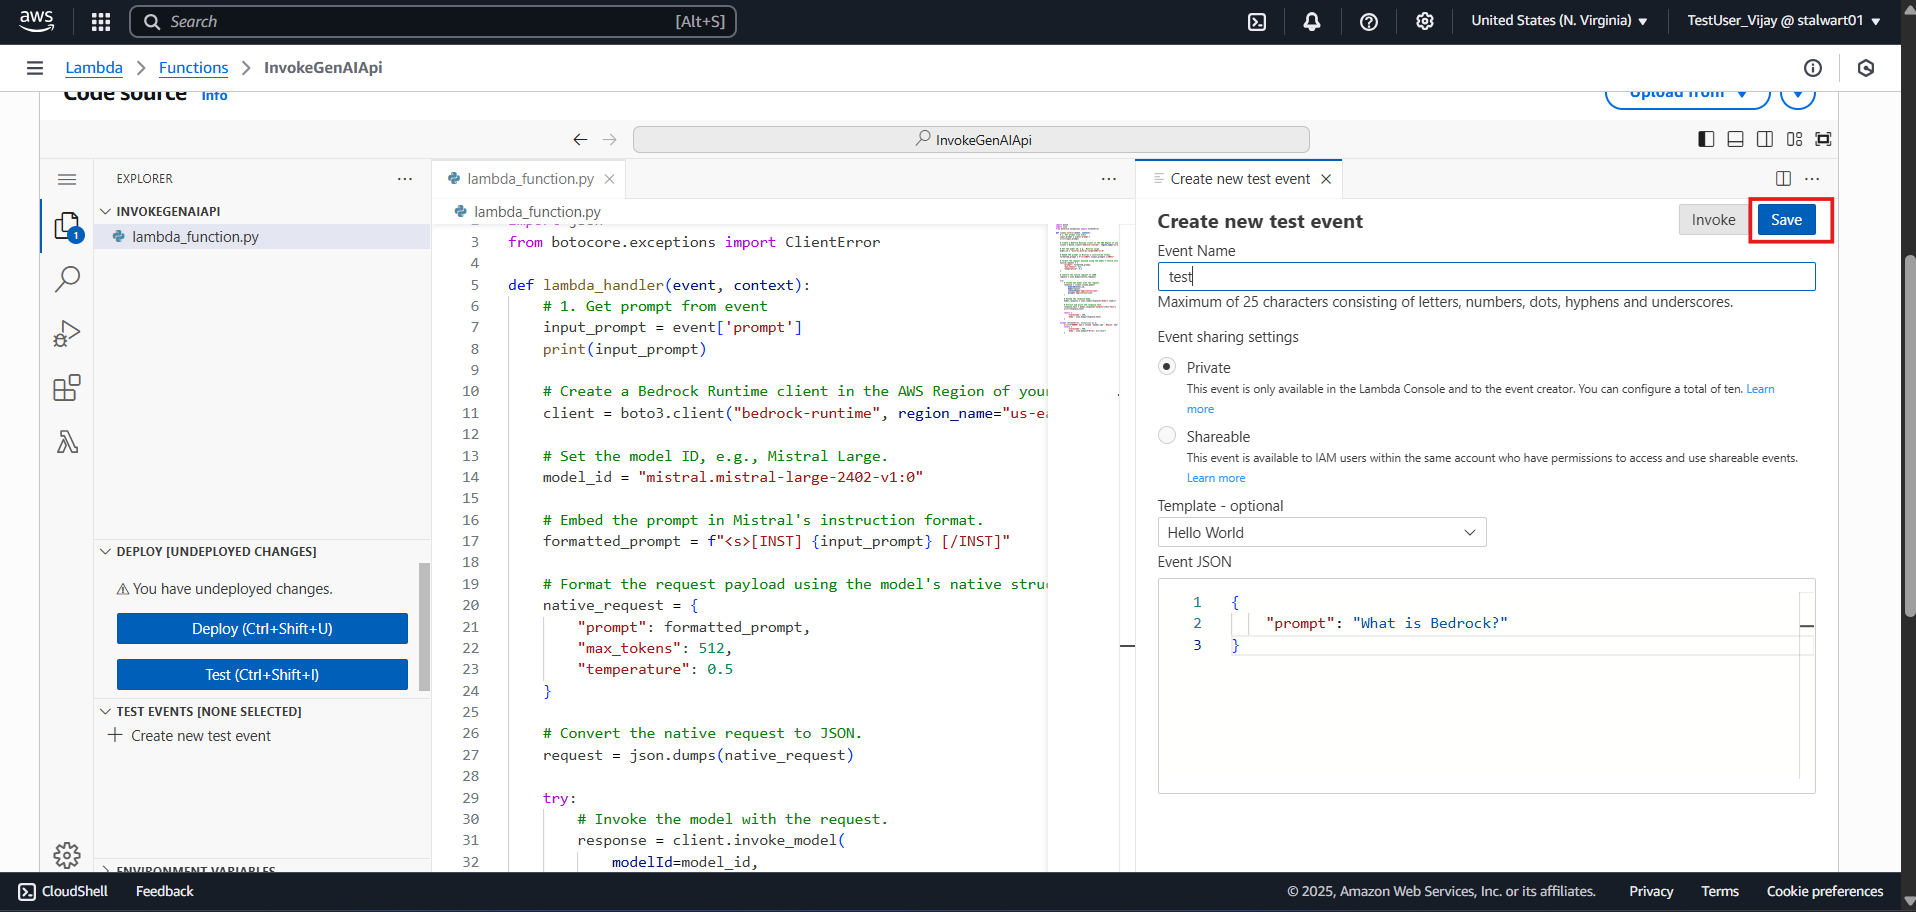 aws
Search
[Alt+S]
United States (N. Virginia)
TestUser_Vijay @ stalwart01
Lambda
Functions
InvokeGenAIApi
Code source
Info
Upload from
InvokeGenAIApi
EXPLORER
INVOKEGENAIAPI
1
lambda_function.py
DEPLOY [UNDEPLOYED CHANGES]
You have undeployed changes.
Deploy (Ctrl+Shift+U)
Test (Ctrl+Shift+I)
TEST EVENTS [NONE SELECTED]
Create new test event
ENVIRONMENT VARIABLES
lambda_function.py
lambda_function.py
2 import json
3 from botocore.exceptions import ClientError
4
5 def lambda_handler(event, context):
6 # 1. Get prompt from event
7 input_prompt = event['prompt']
8 print(input_prompt)
9
10 # Create a Bedrock Runtime client in the AWS Region of you
11 client = boto3.client("bedrock-runtime", region_name="us-ea
12
13 # Set the model ID, e.g., Mistral Large.
14 model_id = "mistral.mistral-large-2402-v1:0"
15
16 # Embed the prompt in Mistral's instruction format.
17 formatted_prompt = f"<s>[INST] {input_prompt} [/INST]"
18
19 # Format the request payload using the model's native struc
20 native_request = {
21 "prompt": formatted_prompt,
22 "max_tokens": 512,
23 "temperature": 0.5
24 }
25
26 # Convert the native request to JSON.
27 request = json.dumps(native_request)
28
29 try:
30 # Invoke the model with the request.
31 response = client.invoke_model(
32 modelId=model_id,
Create new test event
Create new test event
Invoke
Save
Event Name
test
Maximum of 25 characters consisting of letters, numbers, dots, hyphens and underscores.
Event sharing settings
Private
This event is only available in the Lambda Console and to the event creator. You can configure a total of ten. Learn
more
Shareable
This event is available to IAM users within the same account who have permissions to access and use shareable events.
Learn more
Template - optional
Hello World
Event JSON
1 {
2 "prompt": "What is Bedrock?"
3 }
CloudShell
Feedback
© 2025, Amazon Web Services, Inc. or its affiliates.
Privacy
Terms
Cookie preferences